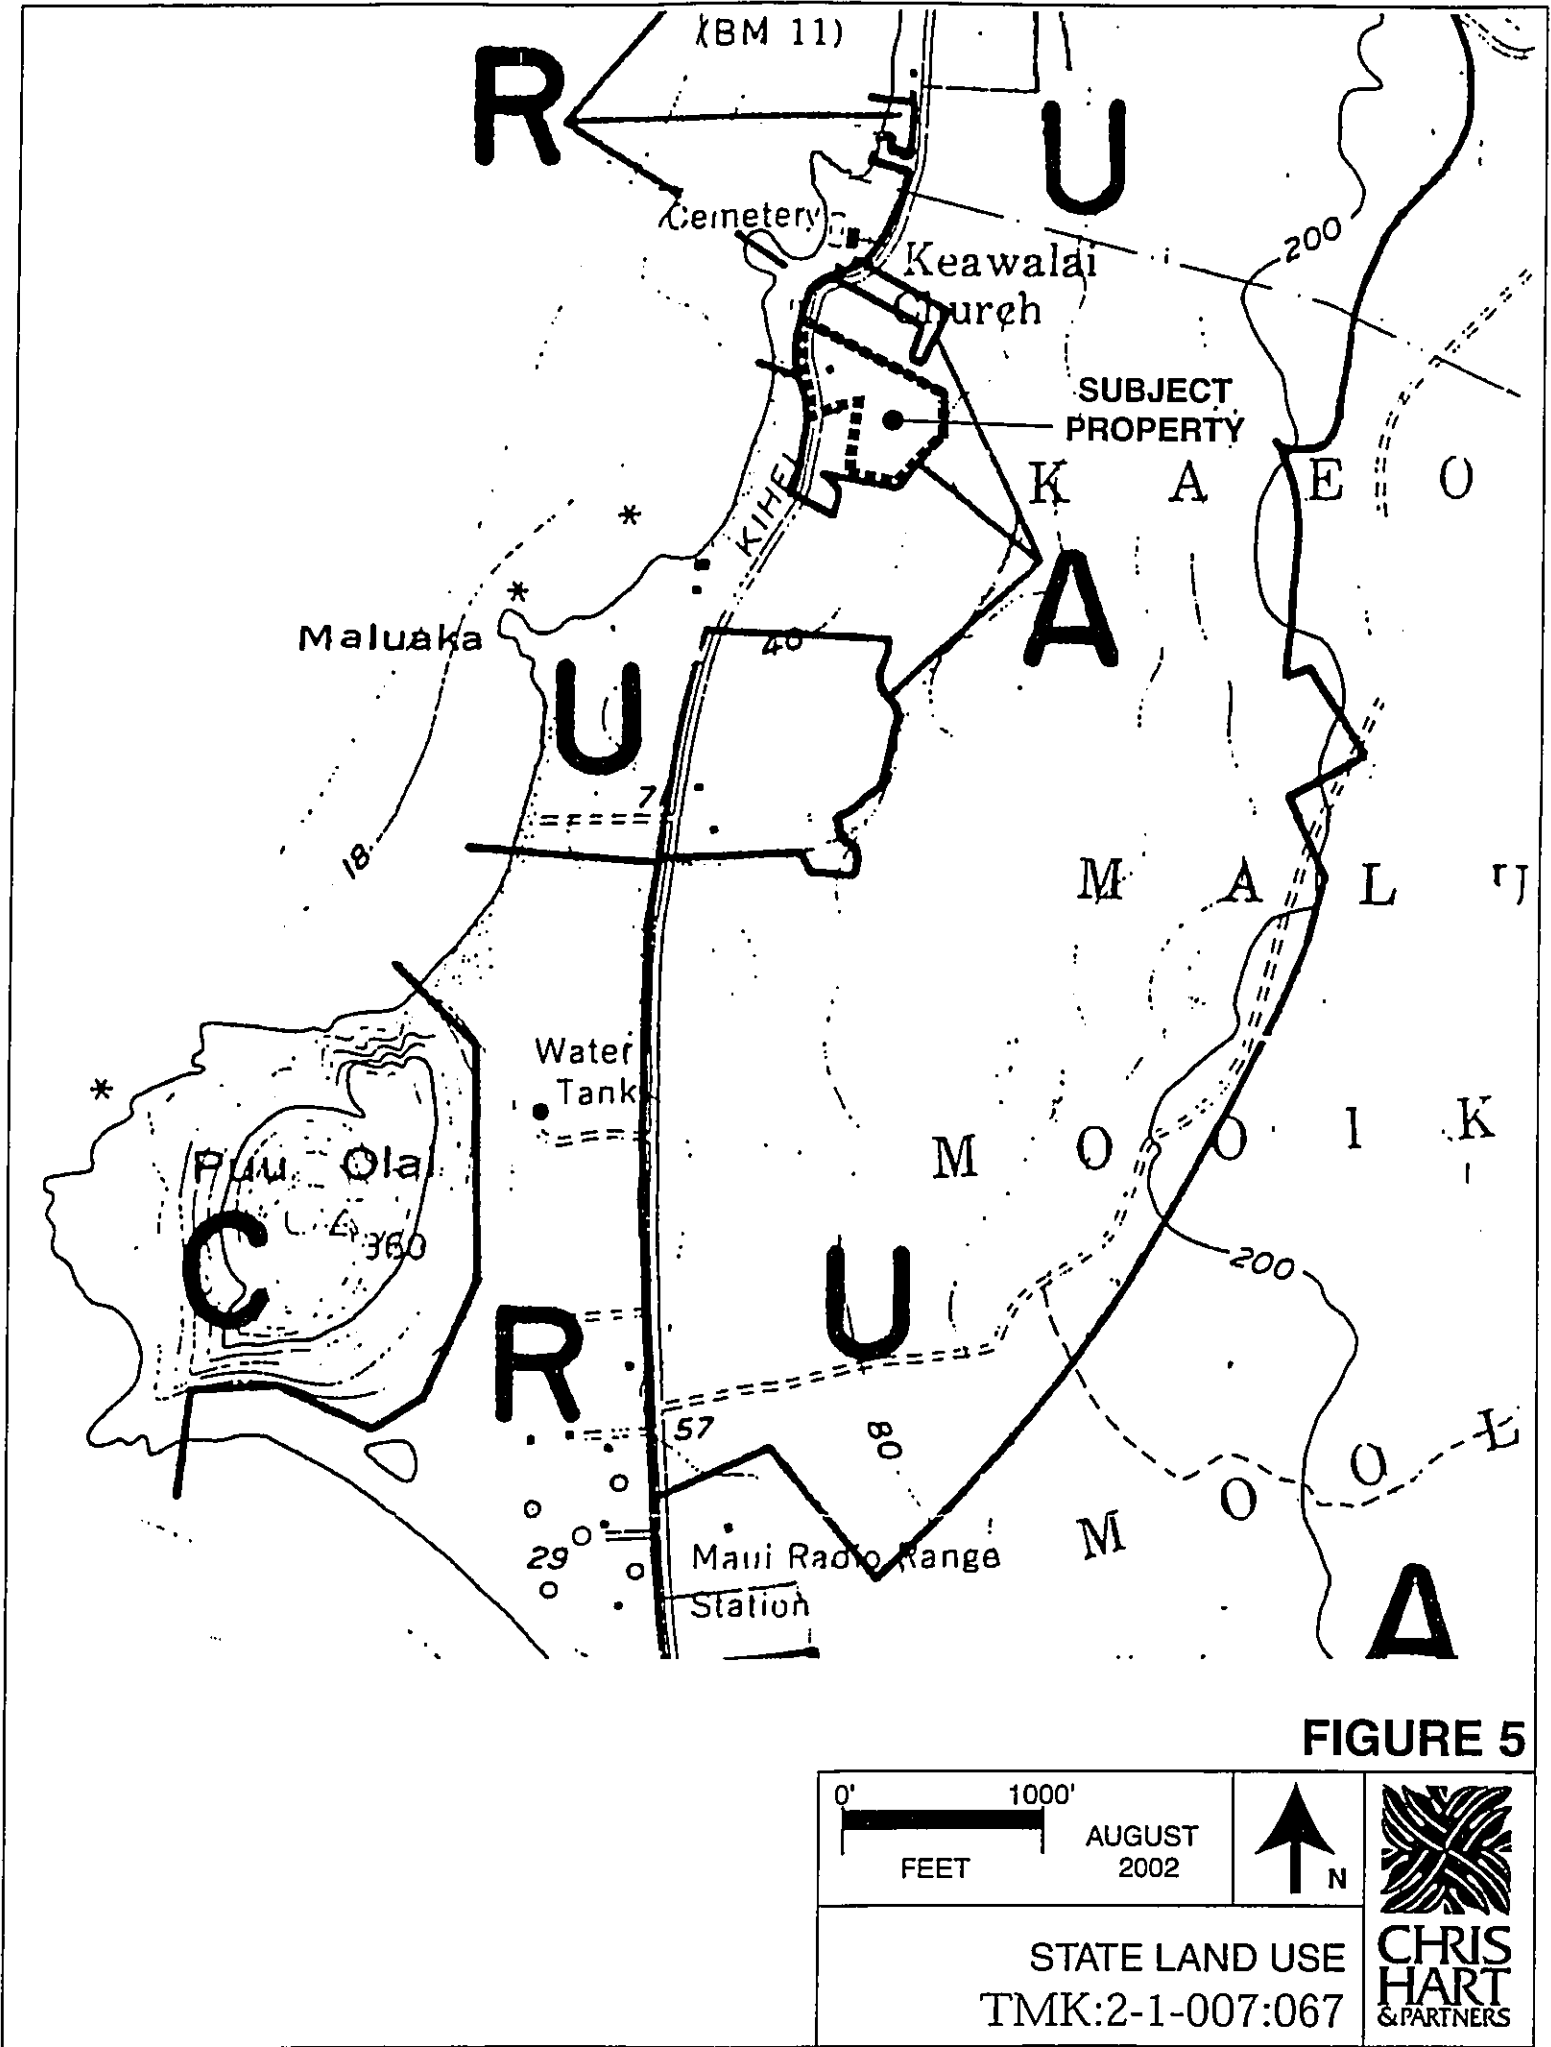 (BM 11)
R
U
Cemetery
200
Keawalai
Church
SUBJECT
PROPERTY
KIHEI
K A E O
A
Maluaka
40
U
7
18
M A L U
Water
Tank
Puu Olai
M O O I K
360
C
200
U
R
57
80
M O O L
29
Maui Radio Range
Station
A
FIGURE 5
0' 1000'
FEET
AUGUST
2002
N
STATE LAND USE
TMK:2-1-007:067
CHRIS
HART
& PARTNERS